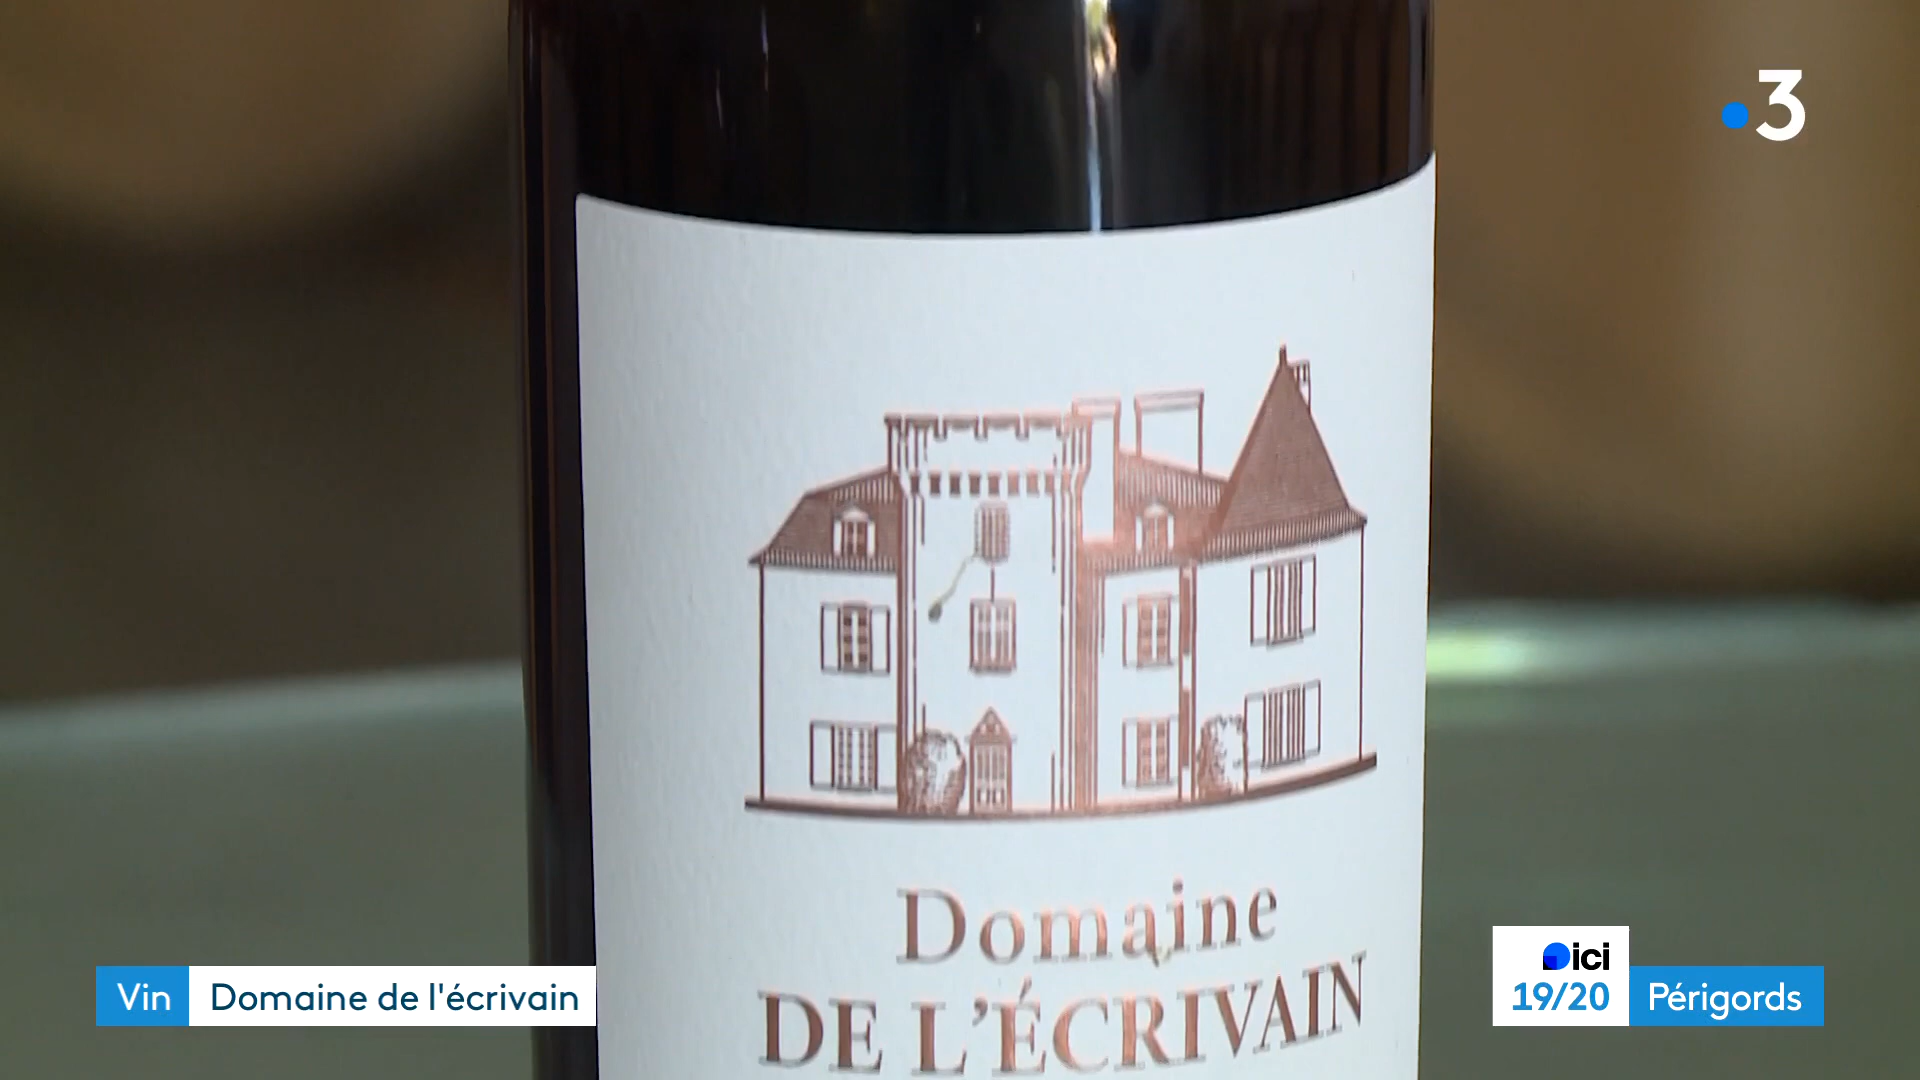 3
Domaine
DE L'ÉCRIVAIN
Vin Domaine de l'écrivain
ici
19/20 Périgords